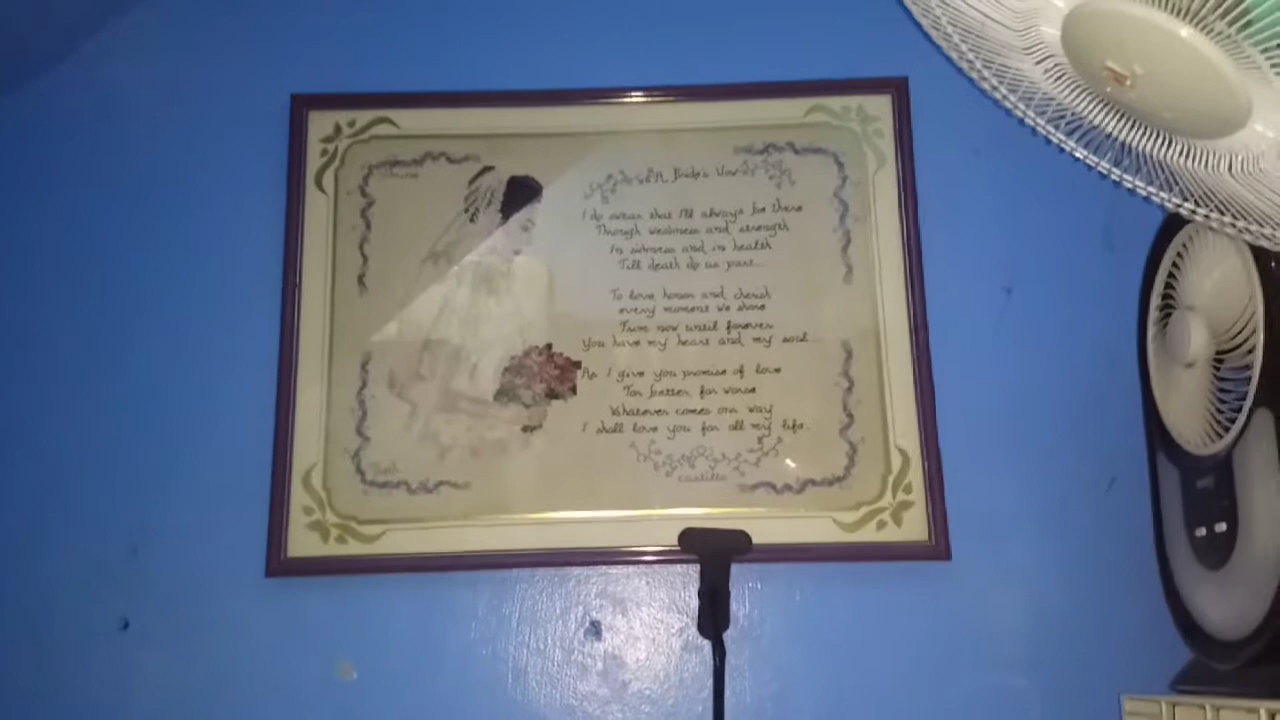 A Bride's Vow
I do swear that I'll always be there
Through weakness and strength
In sickness and in health
Till death do us part...
To love, honor and cherish
every moment we share
From now until forever
You have my heart and my soul...
As I give you promise of love
For better, for worse
Whatever comes our way
I shall love you for all my life.
Ruth
castillo